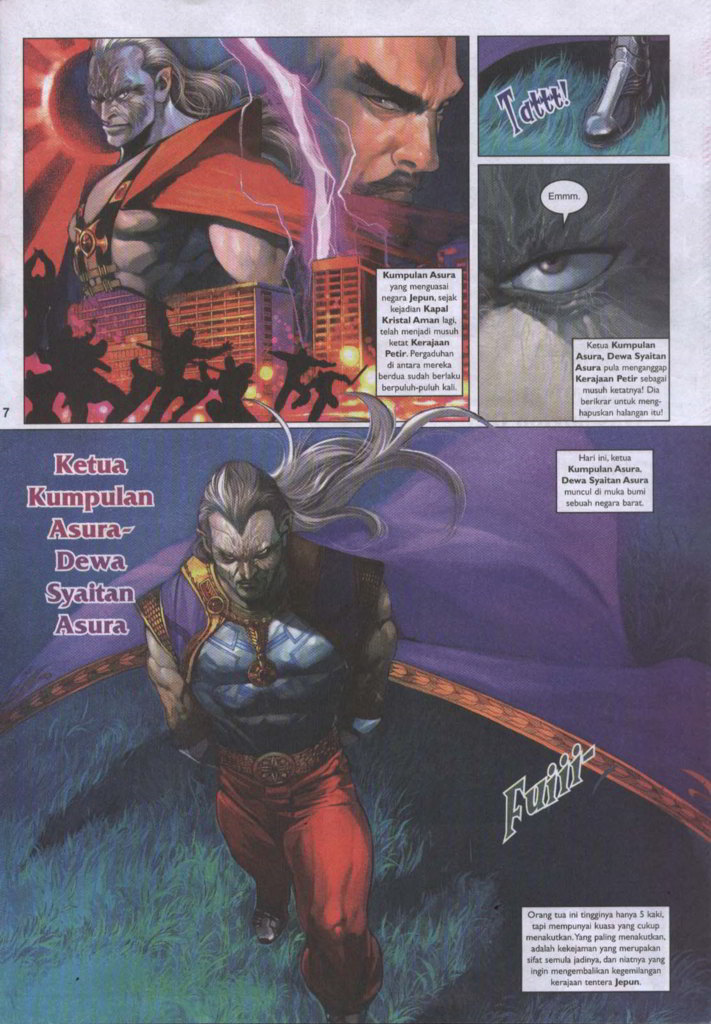 Kumpulan Asura
yang menguasai
negara Jepun, sejak
kejadian Kapal
Kristal Aman lagi,
telah menjadi musuh
ketat Kerajaan
Petir. Pergaduhan
di antara mereka
berdua sudah berlaku
berpuluh-puluh kali.
Tattt!
Emmm.
Ketua Kumpulan
Asura, Dewa Syaitan
Asura pula menganggap
Kerajaan Petir sebagai
musuh ketatnya! Dia
berikrar untuk meng-
hapuskan halangan itu!
7
Ketua
Kumpulan
Asura-
Dewa
Syaitan
Asura
Hari ini, ketua
Kumpulan Asura,
Dewa Syaitan Asura
muncul di muka bumi
sebuah negara barat.
Fuiii-
Orang tua ini tingginya hanya 5 kaki,
tapi mempunyai kuasa yang cukup
menakutkan. Yang paling menakutkan,
adalah kekejaman yang merupakan
sifat semula jadinya, dan niatnya yang
ingin mengembalikan kegemilangan
kerajaan tentera Jepun.